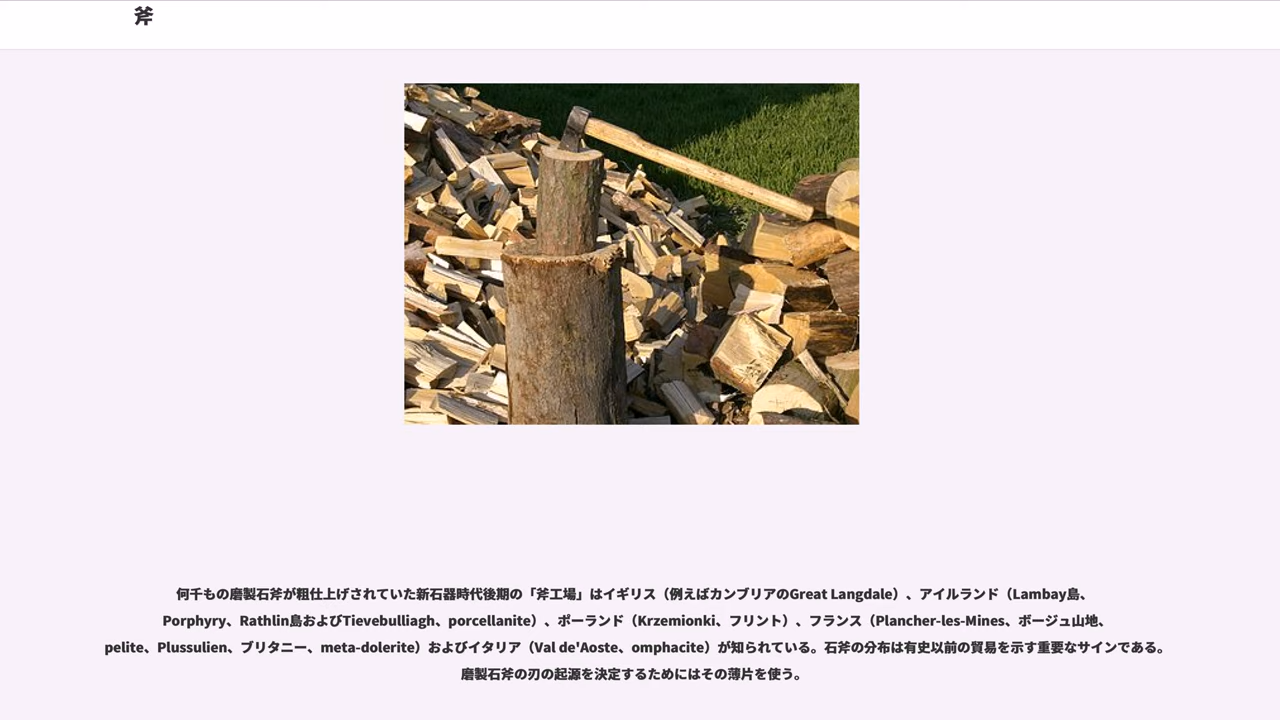 斧
何千もの磨製石斧が粗仕上げされていた新石器時代後期の「斧工場」はイギリス（例えばカンブリアのGreat Langdale）、アイルランド（Lambay島、
Porphyry、Rathlin島およびTievebulliagh、porcellanite）、ポーランド（Krzemionki、フリント）、フランス（Plancher-les-Mines、ボージュ山地、
pelite、Plussulien、ブリタニー、meta-dolerite）およびイタリア（Val de'Aoste、omphacite）が知られている。石斧の分布は有史以前の貿易を示す重要なサインである。
磨製石斧の刃の起源を決定するためにはその薄片を使う。